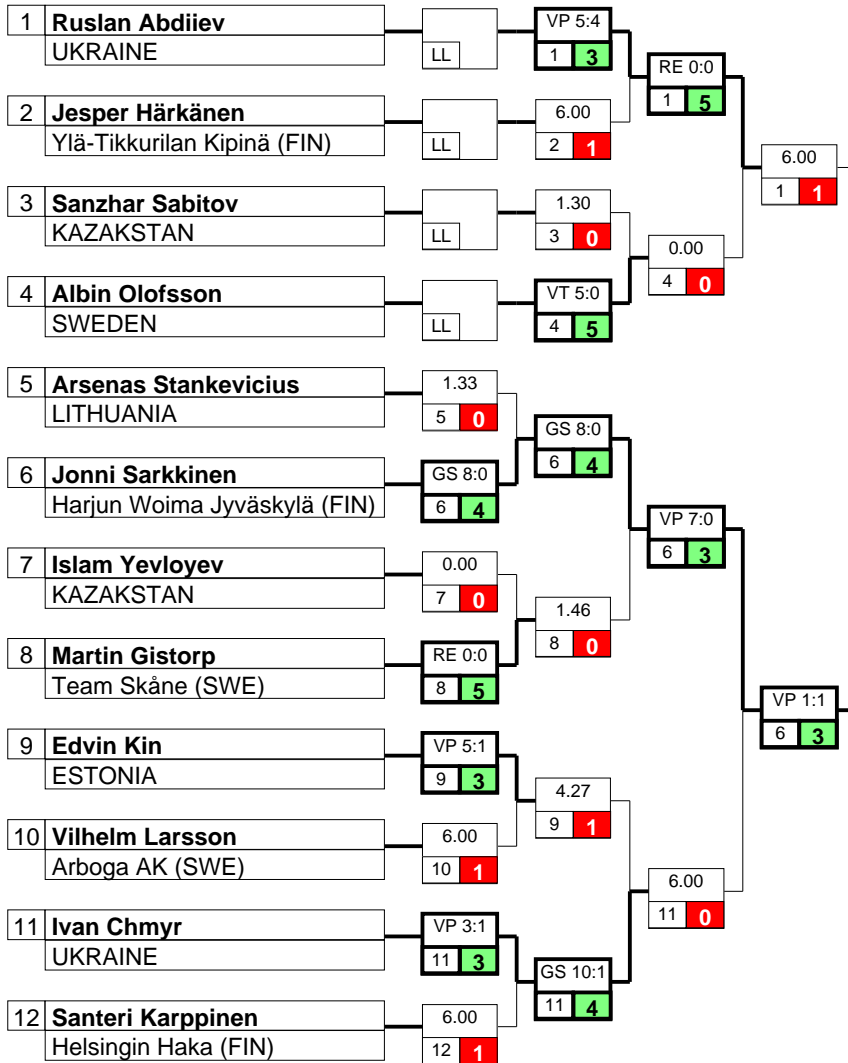 1 Ruslan Abdiiev
UKRAINE
LL
VP 5:4
1 3
RE 0:0
1 5
2 Jesper Härkänen
Ylä-Tikkurilan Kipinä (FIN)
LL
6.00
2 1
6.00
1 1
3 Sanzhar Sabitov
KAZAKSTAN
LL
1.30
3 0
0.00
4 0
4 Albin Olofsson
SWEDEN
LL
VT 5:0
4 5
5 Arsenas Stankevicius
LITHUANIA
1.33
5 0
GS 8:0
6 4
6 Jonni Sarkkinen
Harjun Woima Jyväskylä (FIN)
GS 8:0
6 4
VP 7:0
6 3
7 Islam Yevloyev
KAZAKSTAN
0.00
7 0
1.46
8 0
8 Martin Gistorp
Team Skåne (SWE)
RE 0:0
8 5
VP 1:1
6 3
9 Edvin Kin
ESTONIA
VP 5:1
9 3
4.27
9 1
10 Vilhelm Larsson
Arboga AK (SWE)
6.00
10 1
6.00
11 0
11 Ivan Chmyr
UKRAINE
VP 3:1
11 3
GS 10:1
11 4
12 Santeri Karppinen
Helsingin Haka (FIN)
6.00
12 1